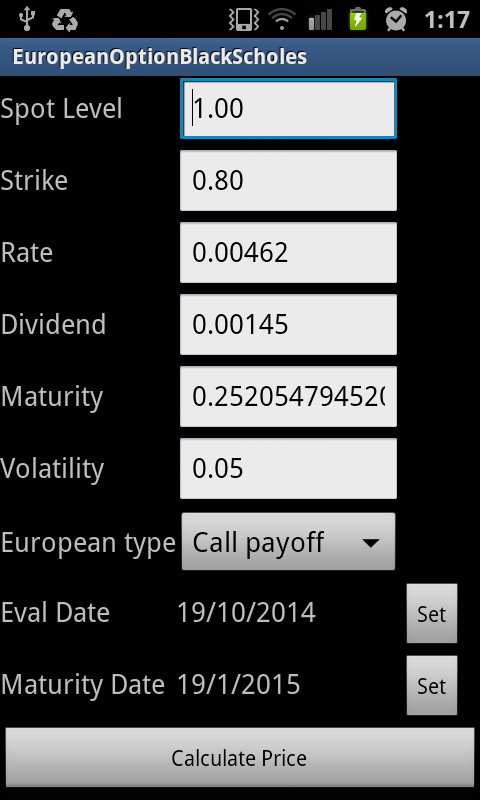 1:17
EuropeanOptionBlackScholes
Spot Level 1.00
Strike 0.80
Rate 0.00462
Dividend 0.00145
Maturity 0.252054794520
Volatility 0.05
European type Call payoff
Eval Date 19/10/2014 Set
Maturity Date 19/1/2015 Set
Calculate Price